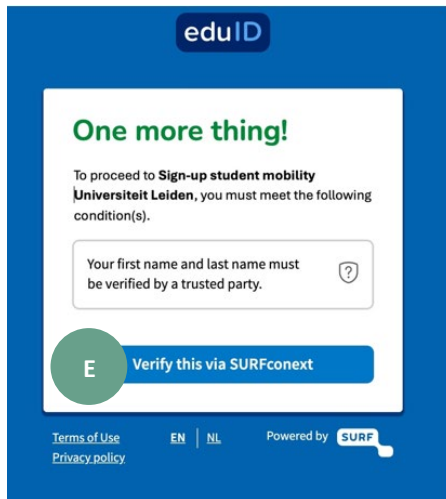 eduID
One more thing!
To proceed to Sign-up student mobility
Universiteit Leiden, you must meet the following
condition(s).
Your first name and last name must
be verified by a trusted party.
?
E
Verify this via SURFconext
Terms of Use
EN | NL
Powered by SURF
Privacy policy